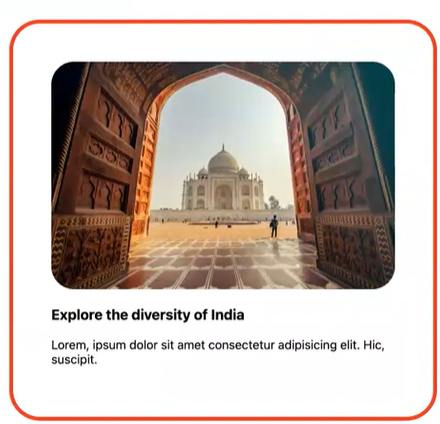 Explore the diversity of India
Lorem, ipsum dolor sit amet consectetur adipisicing elit. Hic,
suscipit.